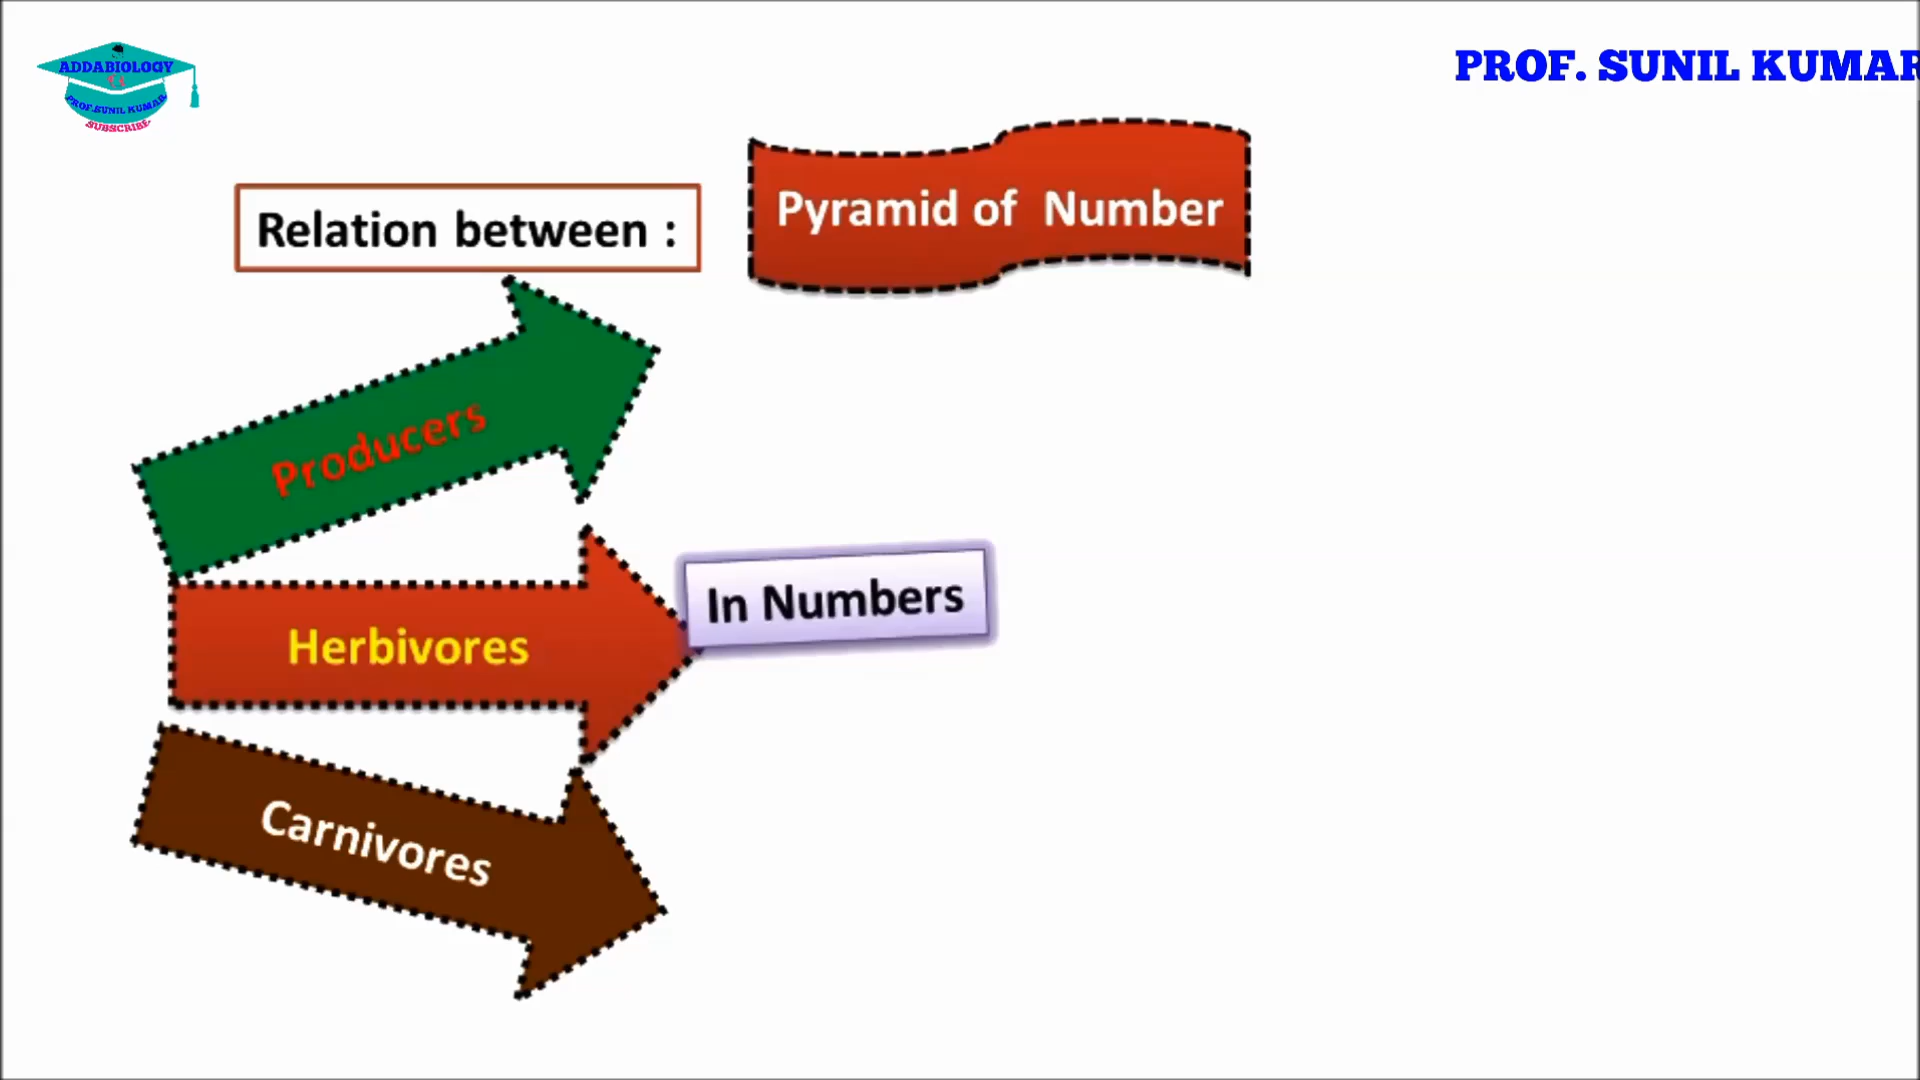 ADDABIOLOGY
PROF.SUNIL KUMAR
SUBSCRIBE
PROF. SUNIL KUMAR
Pyramid of Number
Relation between :
Producers
In Numbers
Herbivores
Carnivores